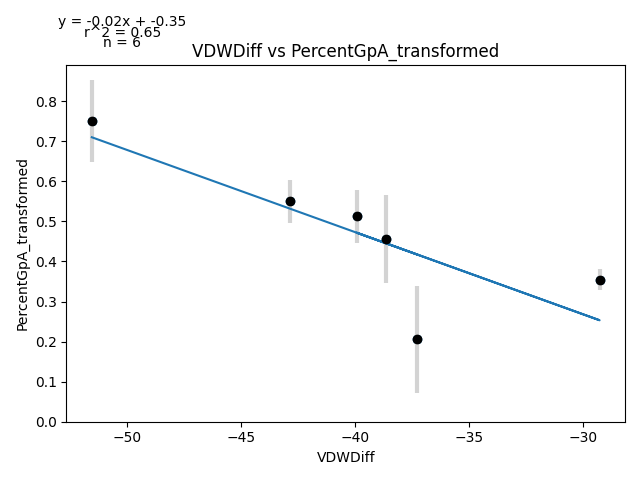 y = -0.02x + -0.35
r^2 = 0.65
n = 6
VDWDiff vs PercentGpA_transformed
PercentGpA_transformed
0.8
0.7
0.6
0.5
0.4
0.3
0.2
0.1
0.0
−50
−45
−40
−35
−30
VDWDiff